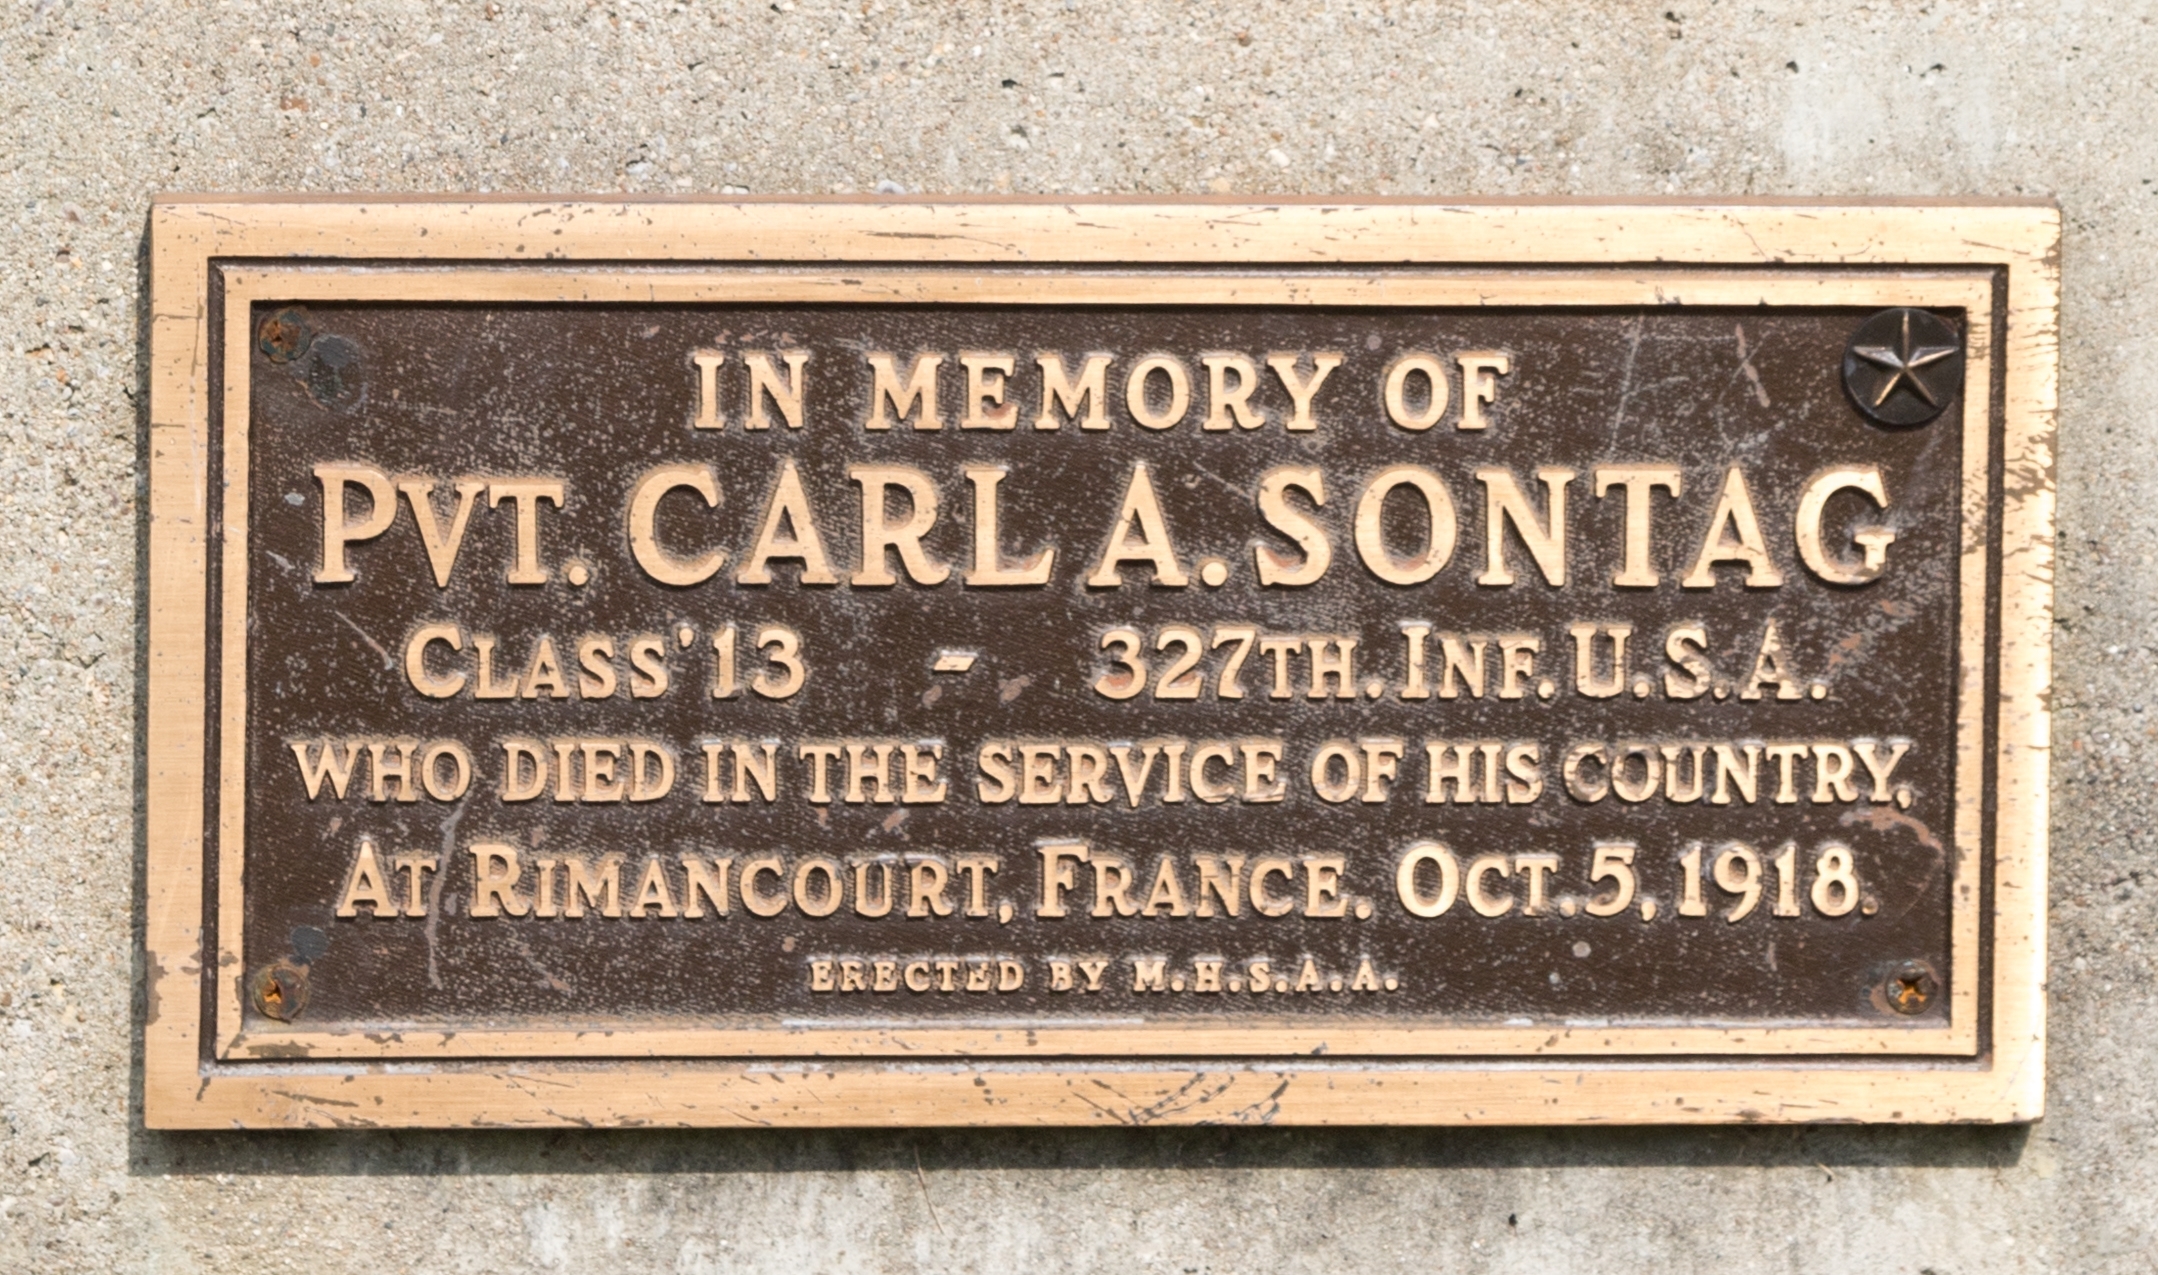 IN MEMORY OF
PVT. CARL A. SONTAG
CLASS '13 - 327TH. INF. U.S.A.
WHO DIED IN THE SERVICE OF HIS COUNTRY,
AT RIMANCOURT, FRANCE. OCT. 5, 1918.
ERECTED BY M.H.S.A.A.